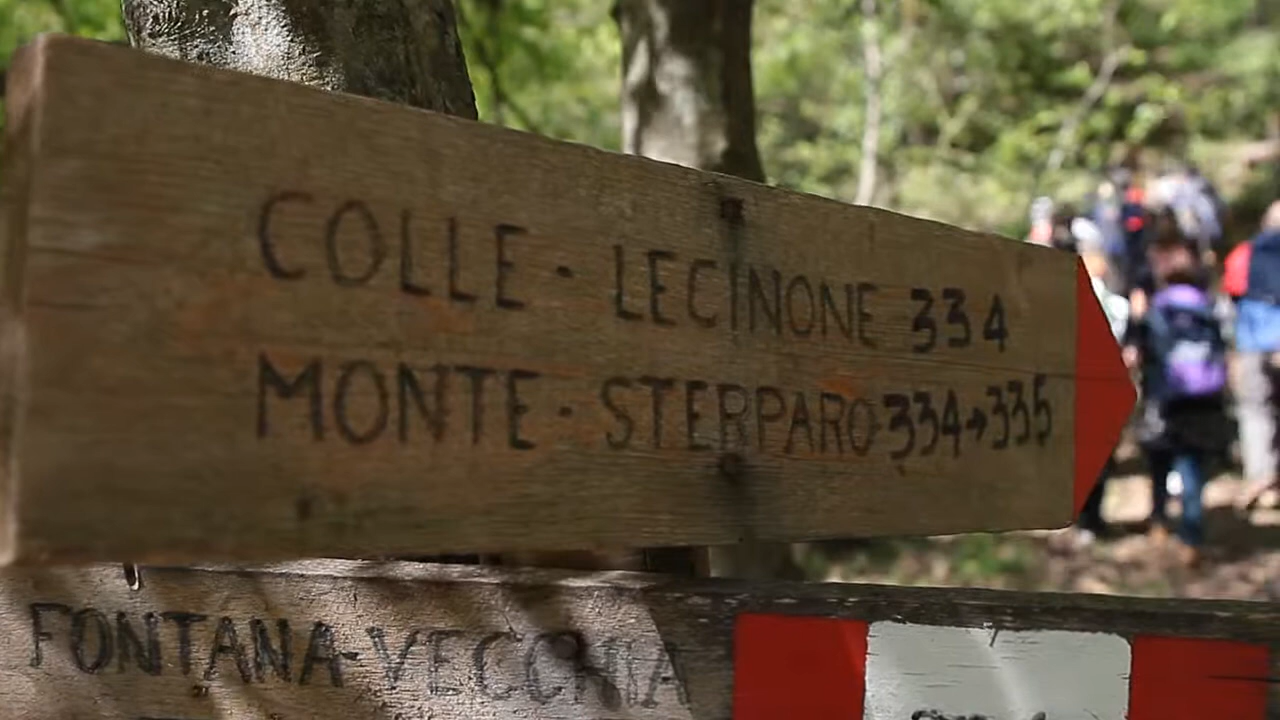 COLLE · LECINONE 334
MONTE · STERPARO 334→335
FONTANA-VECCHIA